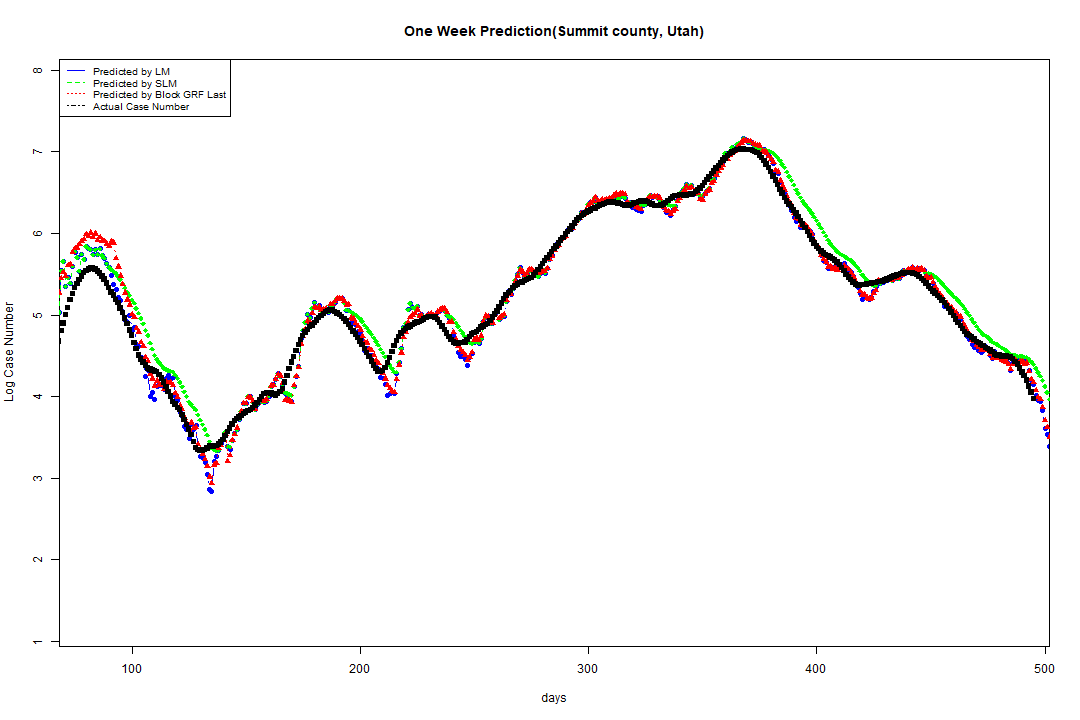 One Week Prediction(Summit county, Utah)
Predicted by LM
Predicted by SLM
Predicted by Block GRF Last
Actual Case Number
8
7
6
5
4
3
2
1
Log Case Number
100 200 300 400 500
days